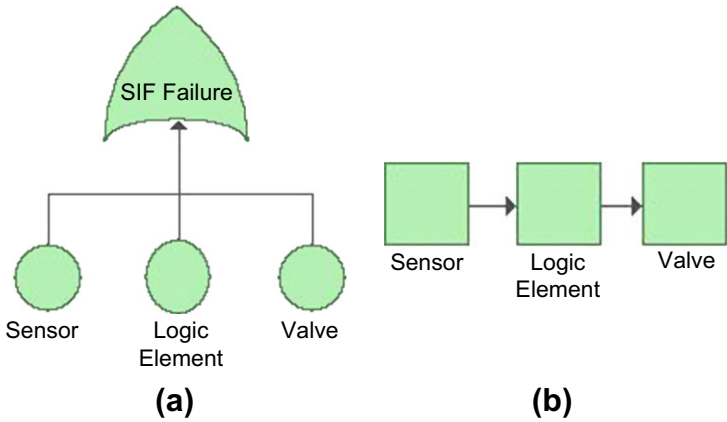 SIF Failure
Sensor
Logic
Element
Valve
(a)
Sensor
Logic
Element
Valve
(b)